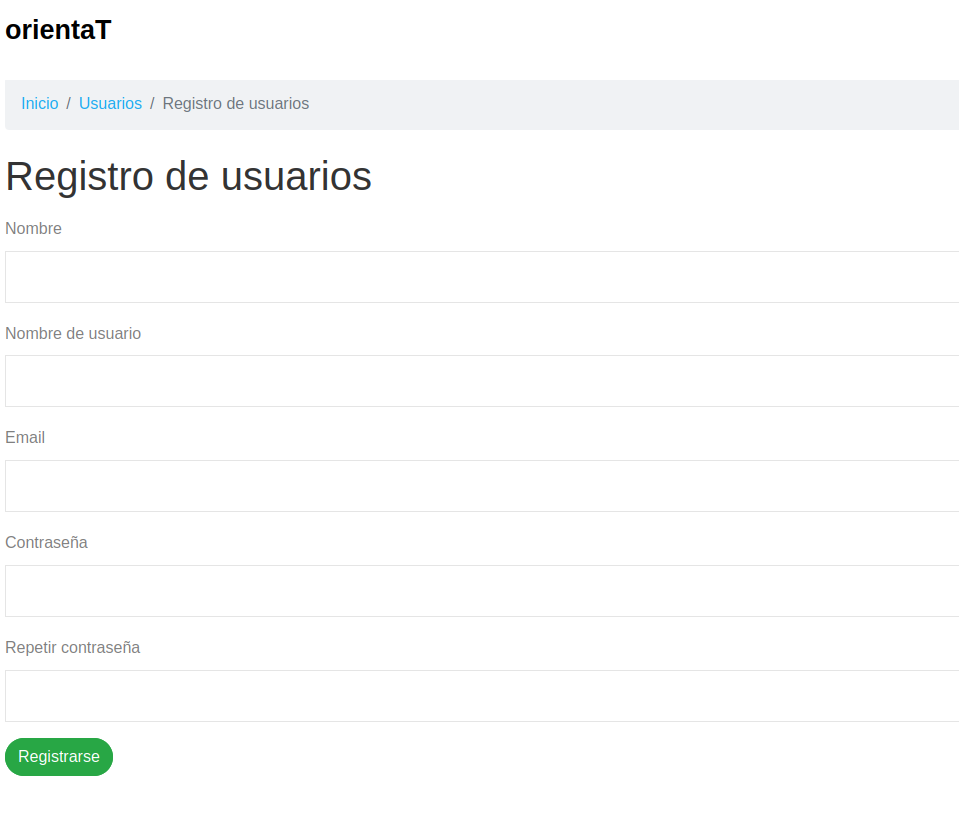 orientaT
Inicio / Usuarios / Registro de usuarios
Registro de usuarios
Nombre
Nombre de usuario
Email
Contraseña
Repetir contraseña
Registrarse